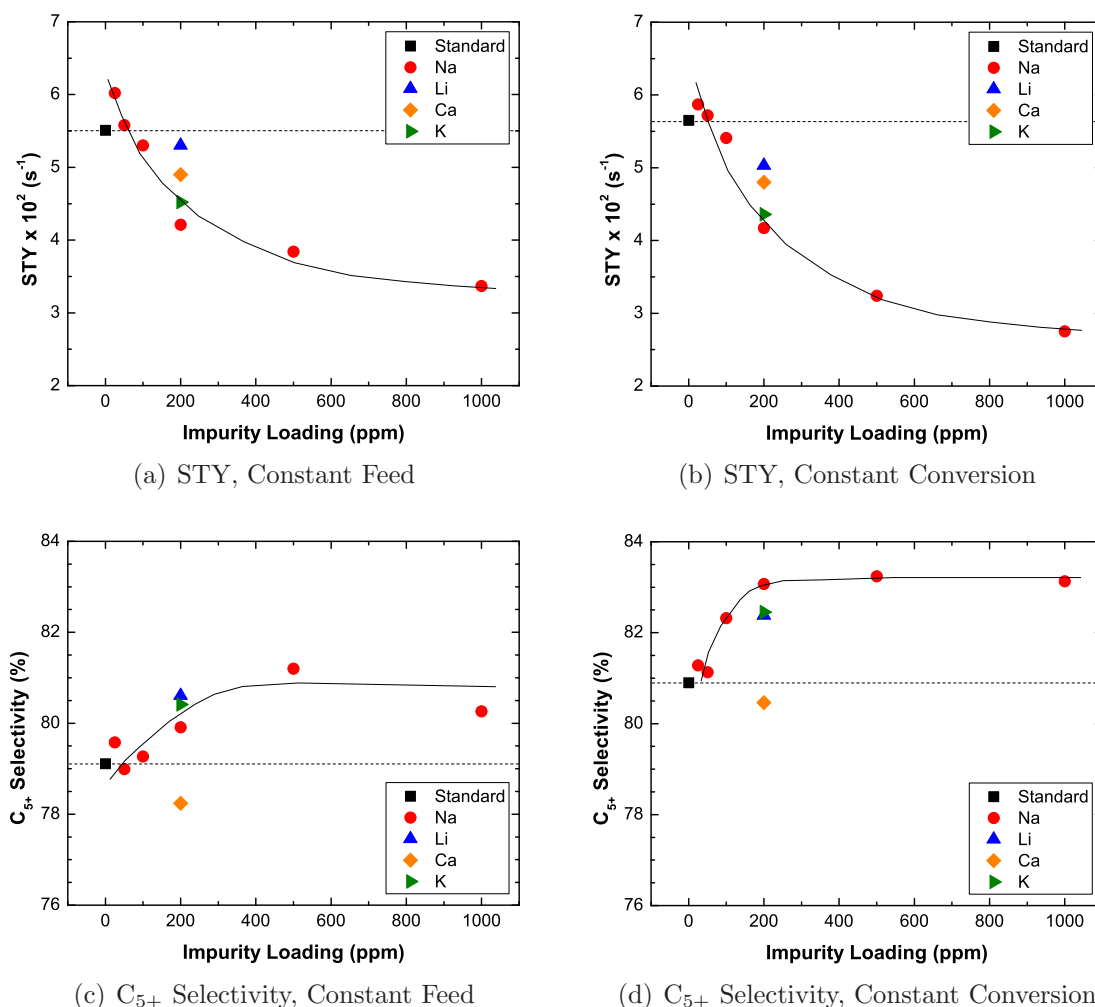 7
6
5
4
3
2
STY x 10² (s⁻¹)
0 200 400 600 800 1000
Impurity Loading (ppm)
Standard
Na
Li
Ca
K
(a) STY, Constant Feed
7
6
5
4
3
2
STY x 10² (s⁻¹)
0 200 400 600 800 1000
Impurity Loading (ppm)
Standard
Na
Li
Ca
K
(b) STY, Constant Conversion
84
82
80
78
76
C₅₊ Selectivity (%)
0 200 400 600 800 1000
Impurity Loading (ppm)
Standard
Na
Li
Ca
K
(c) C₅₊ Selectivity, Constant Feed
84
82
80
78
76
C₅₊ Selectivity (%)
0 200 400 600 800 1000
Impurity Loading (ppm)
Standard
Na
Li
Ca
K
(d) C₅₊ Selectivity, Constant Conversion